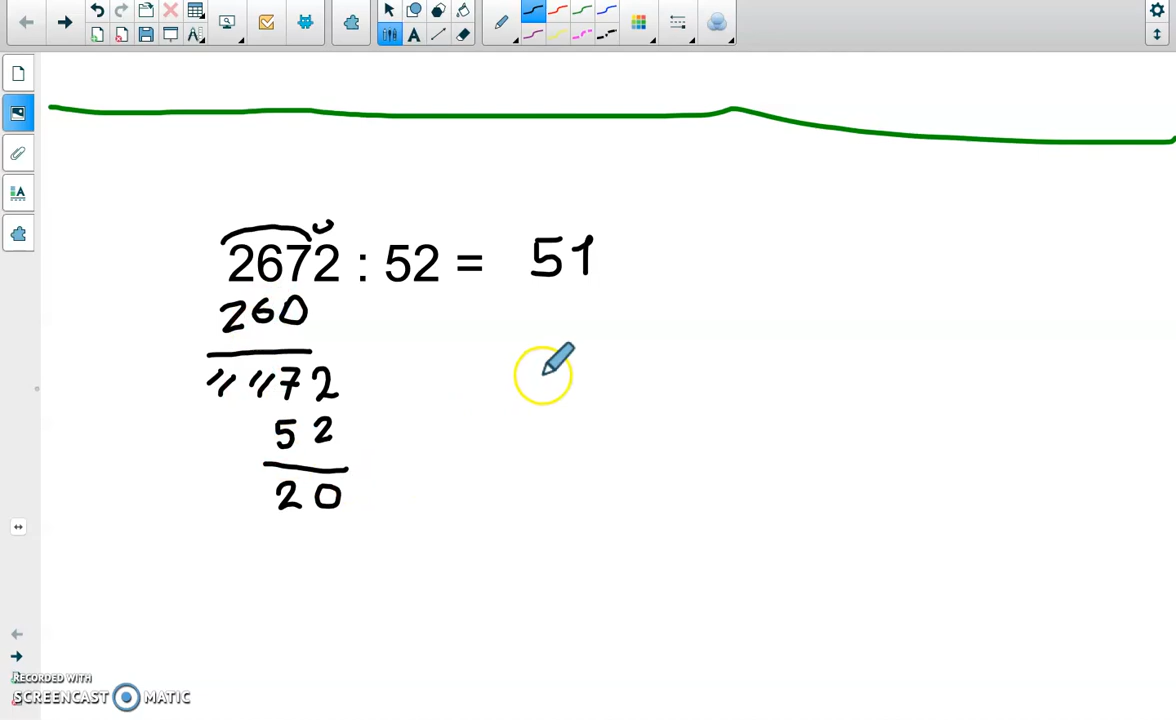 2672 : 52 = 51
260
72
52
20
RECORDED WITH
SCREENCAST MATIC